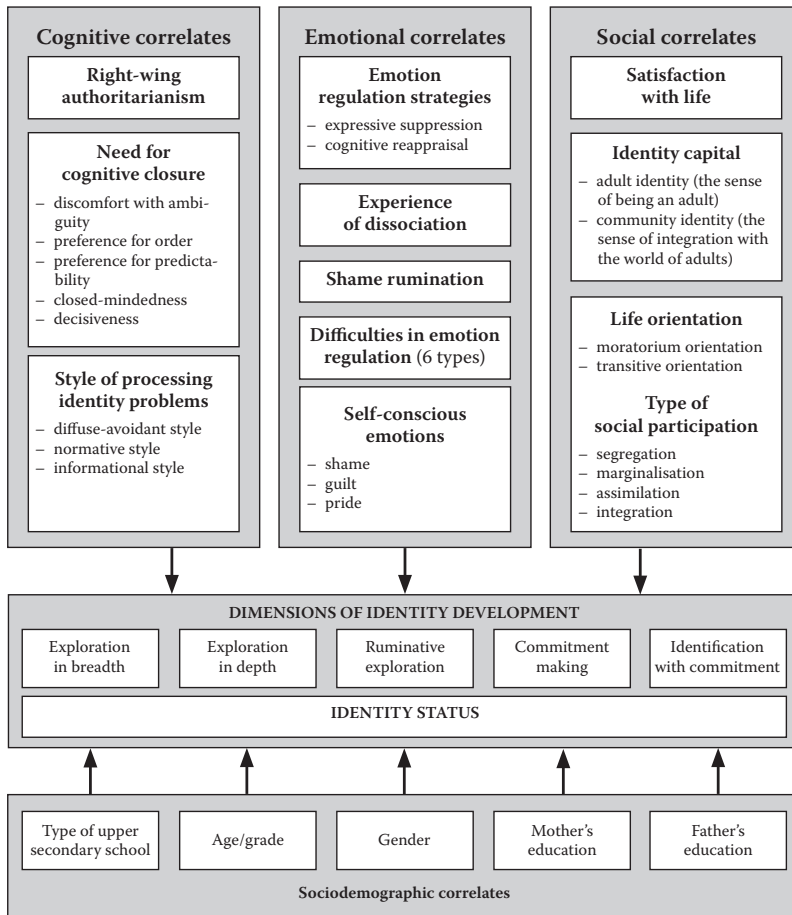 Cognitive correlates
Right-wing
authoritarianism
Need for
cognitive closure
– discomfort with ambi-
guity
– preference for order
– preference for predicta-
bility
– closed-mindedness
– decisiveness
Style of processing
identity problems
– diffuse-avoidant style
– normative style
– informational style
Emotional correlates
Emotion
regulation strategies
– expressive suppression
– cognitive reappraisal
Experience
of dissociation
Shame rumination
Difficulties in emotion
regulation (6 types)
Self-conscious
emotions
– shame
– guilt
– pride
Social correlates
Satisfaction
with life
Identity capital
– adult identity (the sense
of being an adult)
– community identity (the
sense of integration with
the world of adults)
Life orientation
– moratorium orientation
– transitive orientation
Type of
social participation
– segregation
– marginalisation
– assimilation
– integration
DIMENSIONS OF IDENTITY DEVELOPMENT
Exploration
in breadth
Exploration
in depth
Ruminative
exploration
Commitment
making
Identification
with commitment
IDENTITY STATUS
Type of upper
secondary school
Age/grade
Gender
Mother's
education
Father's
education
Sociodemographic correlates